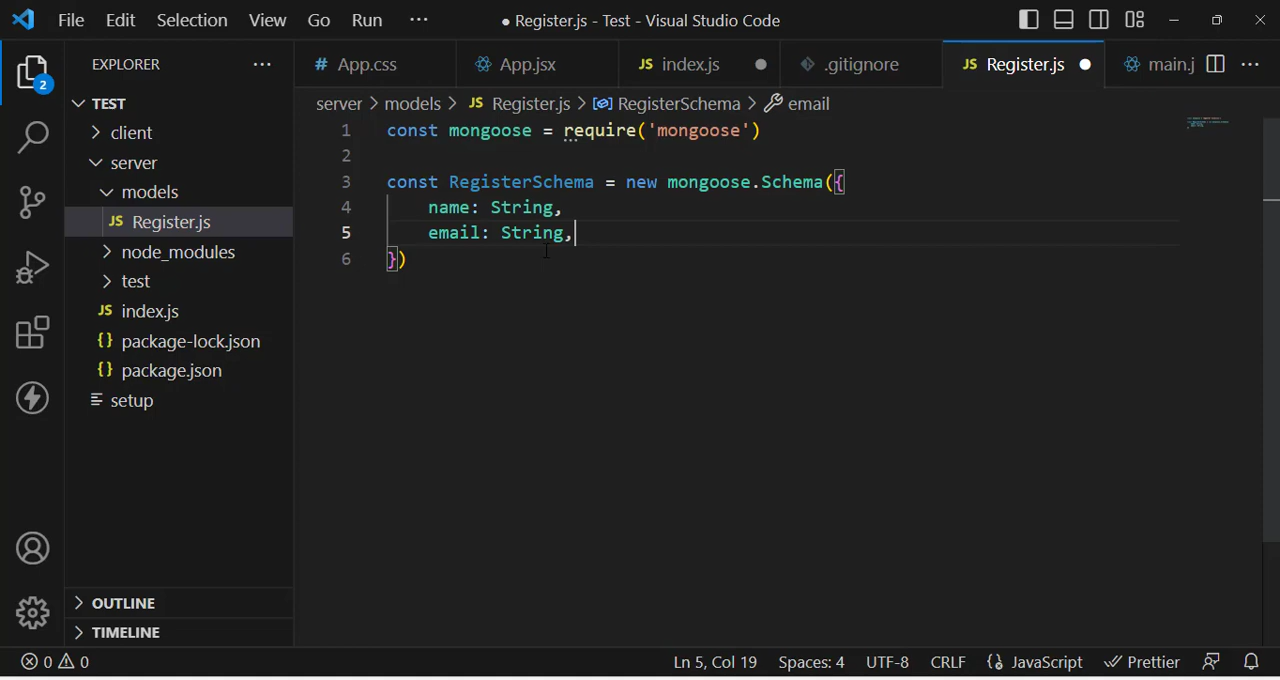 File Edit Selection View Go Run ··· ● Register.js - Test - Visual Studio Code
EXPLORER ···
# App.css App.jsx JS index.js ● .gitignore JS Register.js ● main.j ···
2
server > models > JS Register.js > RegisterSchema > email
TEST
client
server
models
JS Register.js
node_modules
test
JS index.js
{} package-lock.json
{} package.json
setup
OUTLINE
TIMELINE
1 const mongoose = require('mongoose')
2
3 const RegisterSchema = new mongoose.Schema({
4 name: String,
5 email: String,
6 })
0 0 Ln 5, Col 19 Spaces: 4 UTF-8 CRLF {} JavaScript Prettier